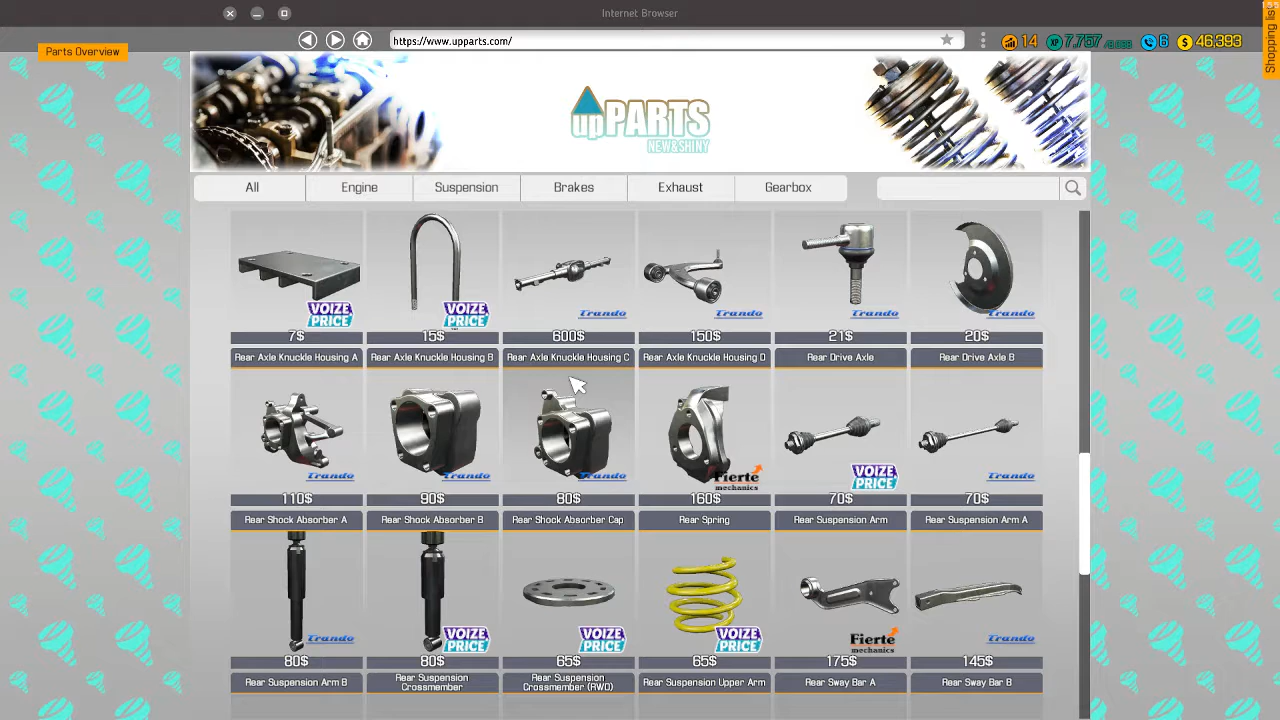 Internet Browser
Parts Overview
https://www.upparts.com/
14
XP
7,757
6
$
46,393
Shopping list
upPARTS
NEW&SHINY
All
Engine
Suspension
Brakes
Exhaust
Gearbox
VOIZE PRICE
VOIZE PRICE
Trando
Trando
Trando
Trando
7$
15$
600$
150$
21$
20$
Rear Axle Knuckle Housing A
Rear Axle Knuckle Housing B
Rear Axle Knuckle Housing C
Rear Axle Knuckle Housing D
Rear Drive Axle
Rear Drive Axle B
Trando
Trando
Trando
Fierte mechanics
VOIZE PRICE
Trando
110$
90$
80$
160$
70$
70$
Rear Shock Absorber A
Rear Shock Absorber B
Rear Shock Absorber Cap
Rear Spring
Rear Suspension Arm
Rear Suspension Arm A
Trando
VOIZE PRICE
VOIZE PRICE
VOIZE PRICE
Fierte mechanics
Trando
80$
80$
65$
65$
175$
145$
Rear Suspension Arm B
Rear Suspension
Crossmember
Rear Suspension
Crossmember (RWD)
Rear Suspension Upper Arm
Rear Sway Bar A
Rear Sway Bar B